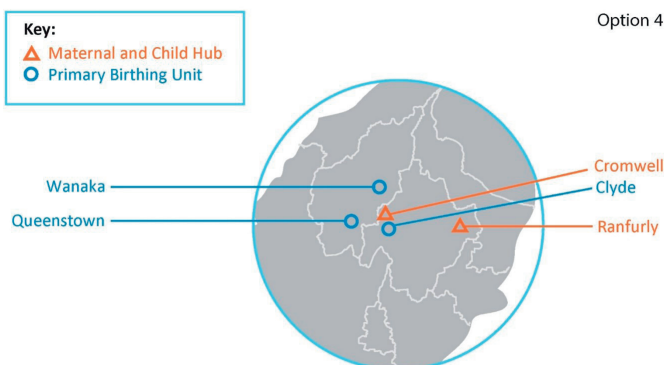 Option 4
Key:
Maternal and Child Hub
Primary Birthing Unit
Cromwell
Wanaka
Clyde
Queenstown
Ranfurly